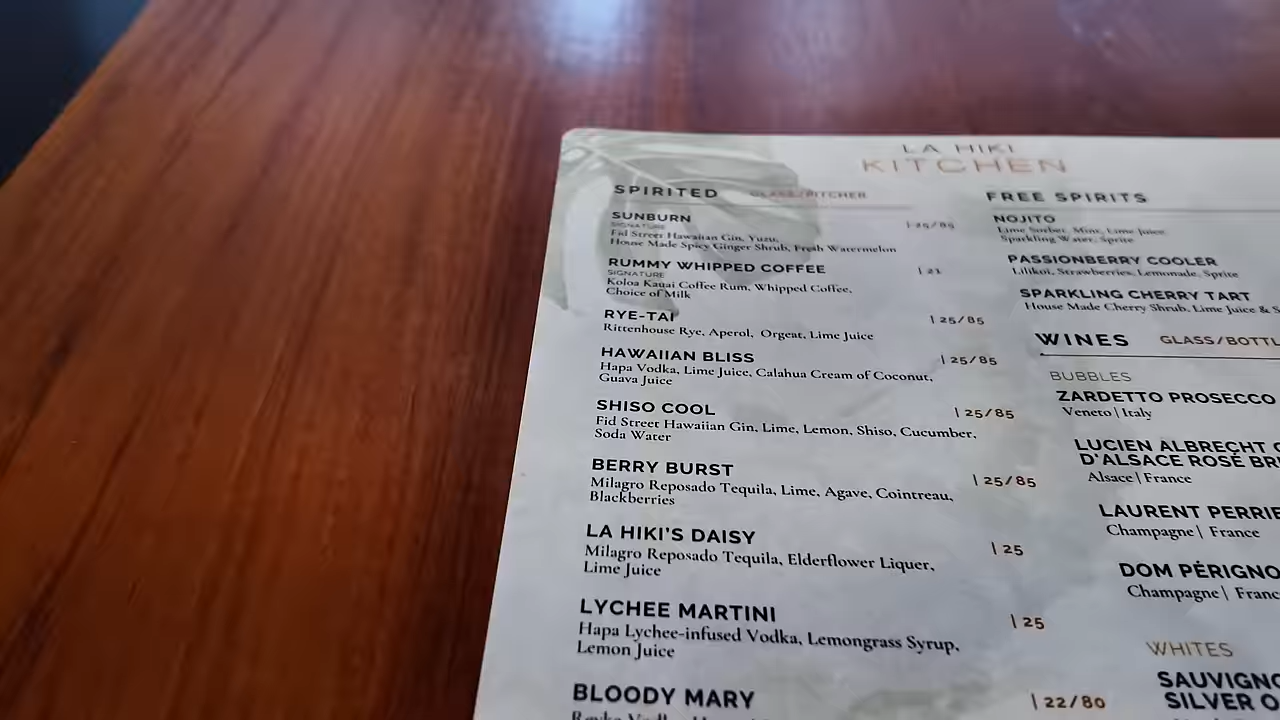 LA HIKI
KITCHEN
SPIRITED GLASS/PITCHER
SUNBURN | 25/85
SIGNATURE
Fid Street Hawaiian Gin, Yuzu,
House Made Spicy Ginger Shrub, Fresh Watermelon
RUMMY WHIPPED COFFEE | 21
SIGNATURE
Koloa Kauai Coffee Rum, Whipped Coffee,
Choice of Milk
RYE-TAI | 25/85
Rittenhouse Rye, Aperol, Orgeat, Lime Juice
HAWAIIAN BLISS | 25/85
Hapa Vodka, Lime Juice, Calahua Cream of Coconut,
Guava Juice
SHISO COOL | 25/85
Fid Street Hawaiian Gin, Lime, Lemon, Shiso, Cucumber,
Soda Water
BERRY BURST | 25/85
Milagro Reposado Tequila, Lime, Agave, Cointreau,
Blackberries
LA HIKI'S DAISY | 25
Milagro Reposado Tequila, Elderflower Liquer,
Lime Juice
LYCHEE MARTINI | 25
Hapa Lychee-infused Vodka, Lemongrass Syrup,
Lemon Juice
BLOODY MARY | 22/80
FREE SPIRITS
NOJITO
Lime Sorbet, Mint, Lime Juice
Sparkling Water, Sprite
PASSIONBERRY COOLER
Lilikoi, Strawberries, Lemonade, Sprite
SPARKLING CHERRY TART
House Made Cherry Shrub, Lime Juice & S
WINES GLASS/BOTTL
BUBBLES
ZARDETTO PROSECCO
Veneto | Italy
LUCIEN ALBRECHT
D'ALSACE ROSÉ BR
Alsace | France
LAURENT PERRIE
Champagne | France
DOM PÉRIGNO
Champagne | Franc
WHITES
SAUVIGNO
SILVER O